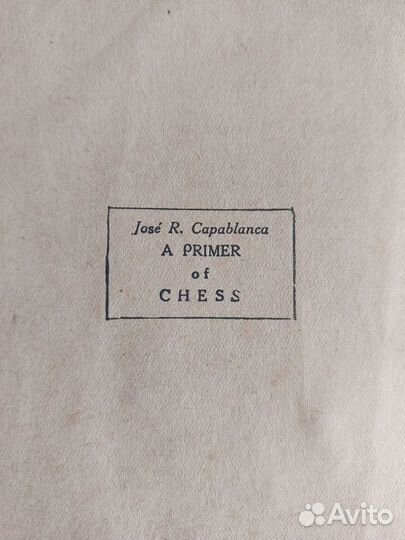 José R. Capablanca
A PRIMER
of
CHESS
Avito